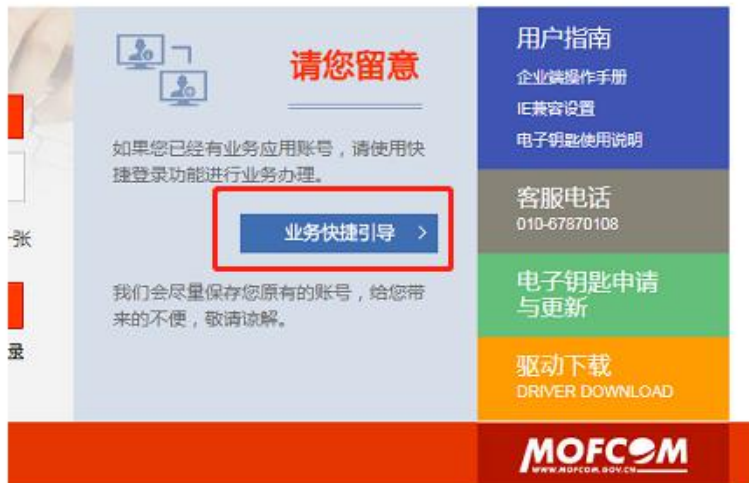 请您留意
如果您已经有业务应用账号，请使用快
捷登录功能进行业务办理。
业务快捷引导 >
我们会尽量保存您原有的账号，给您带
来的不便，敬请谅解。
张
录
用户指南
企业端操作手册
IE兼容设置
电子钥匙使用说明
客服电话
010-67870108
电子钥匙申请
与更新
驱动下载
DRIVER DOWNLOAD
MOFCOM
WWW.MOFCOM.GOV.CN